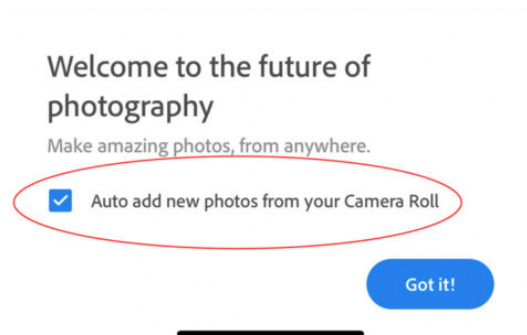 Welcome to the future of
photography
Make amazing photos, from anywhere.
Auto add new photos from your Camera Roll
Got it!